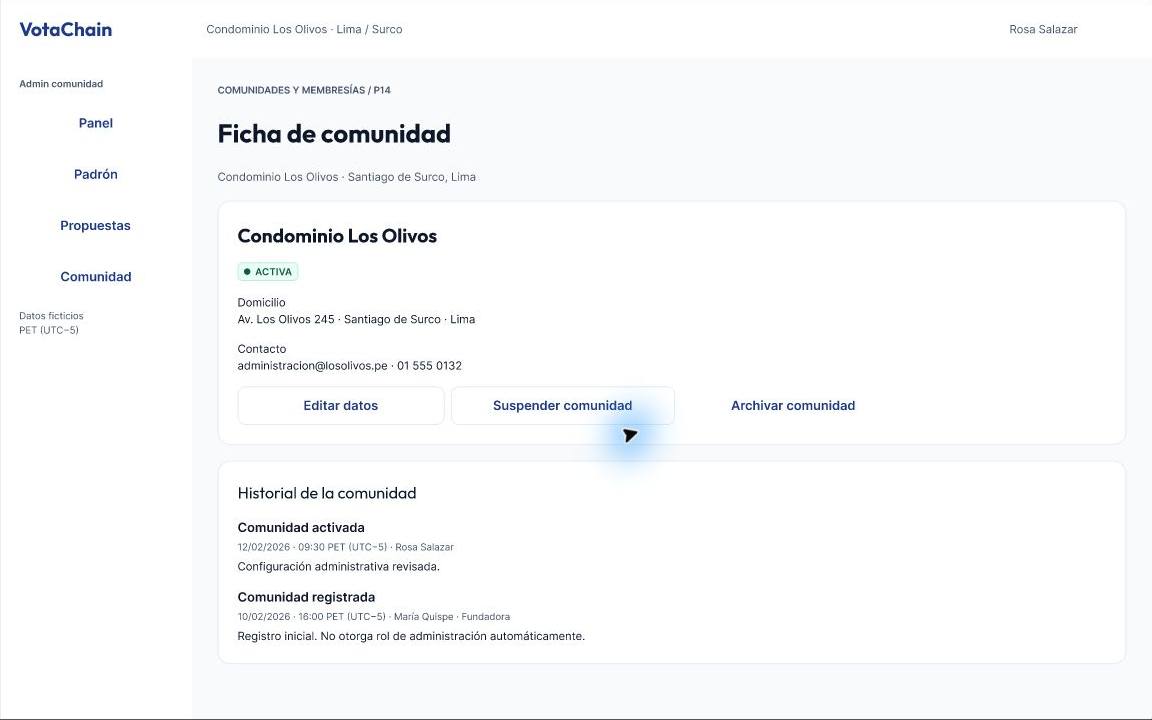 VotaChain
Condominio Los Olivos · Lima / Surco
Rosa Salazar
Admin comunidad
Panel
Padrón
Propuestas
Comunidad
Datos ficticios
PET (UTC−5)
COMUNIDADES Y MEMBRESÍAS / P14
Ficha de comunidad
Condominio Los Olivos · Santiago de Surco, Lima
Condominio Los Olivos
ACTIVA
Domicilio
Av. Los Olivos 245 · Santiago de Surco · Lima
Contacto
administracion@losolivos.pe · 01 555 0132
Editar datos
Suspender comunidad
Archivar comunidad
Historial de la comunidad
Comunidad activada
12/02/2026 · 09:30 PET (UTC−5) · Rosa Salazar
Configuración administrativa revisada.
Comunidad registrada
10/02/2026 · 16:00 PET (UTC−5) · María Quispe · Fundadora
Registro inicial. No otorga rol de administración automáticamente.